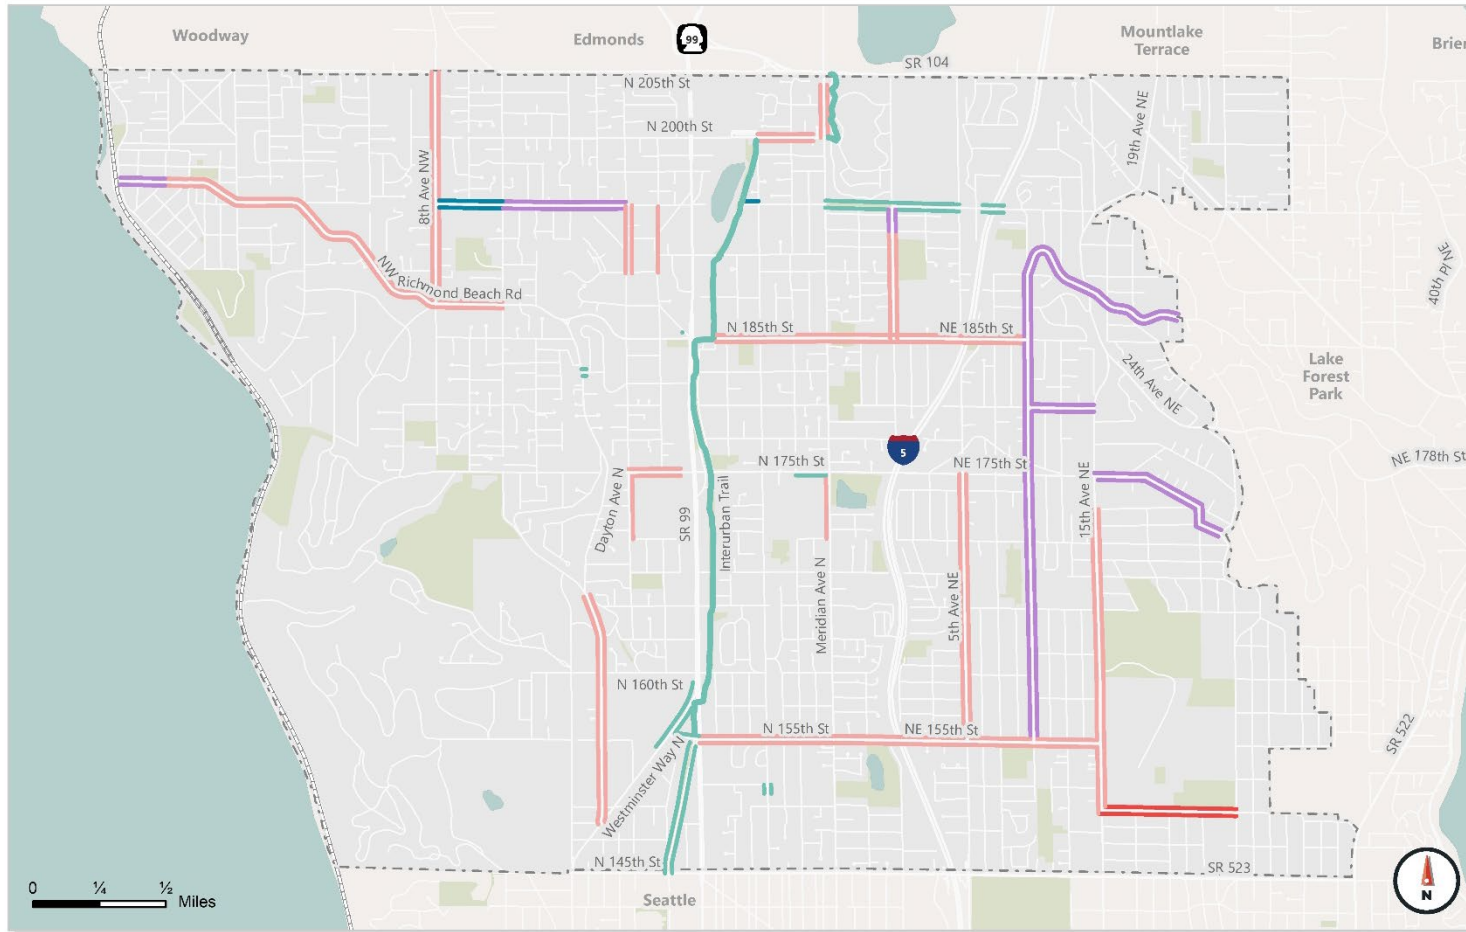 Woodway
Edmonds
99
Mountlake
Terrace
Brier
SR 104
N 205th St
N 200th St
19th Ave NE
8th Ave NW
40th Pl NE
NW Richmond Beach Rd
N 185th St
NE 185th St
Lake
Forest
Park
24th Ave NE
5
N 175th St
NE 175th St
NE 178th St
Dayton Ave N
SR 99
Interurban Trail
15th Ave NE
Meridian Ave N
5th Ave NE
N 160th St
N 155th St
NE 155th St
SR 522
Westminster Way N
N 145th St
SR 523
0 ¼ ½
Miles
Seattle
N